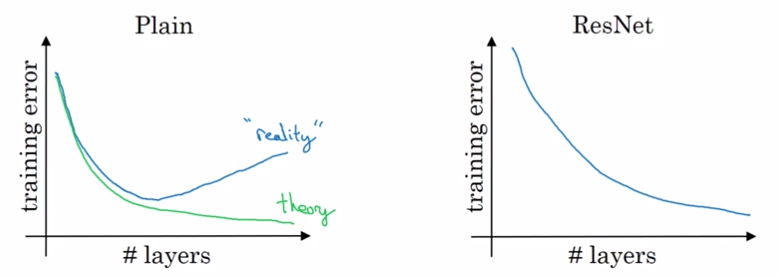 Plain
training error
"reality"
theory
# layers
ResNet
training error
# layers